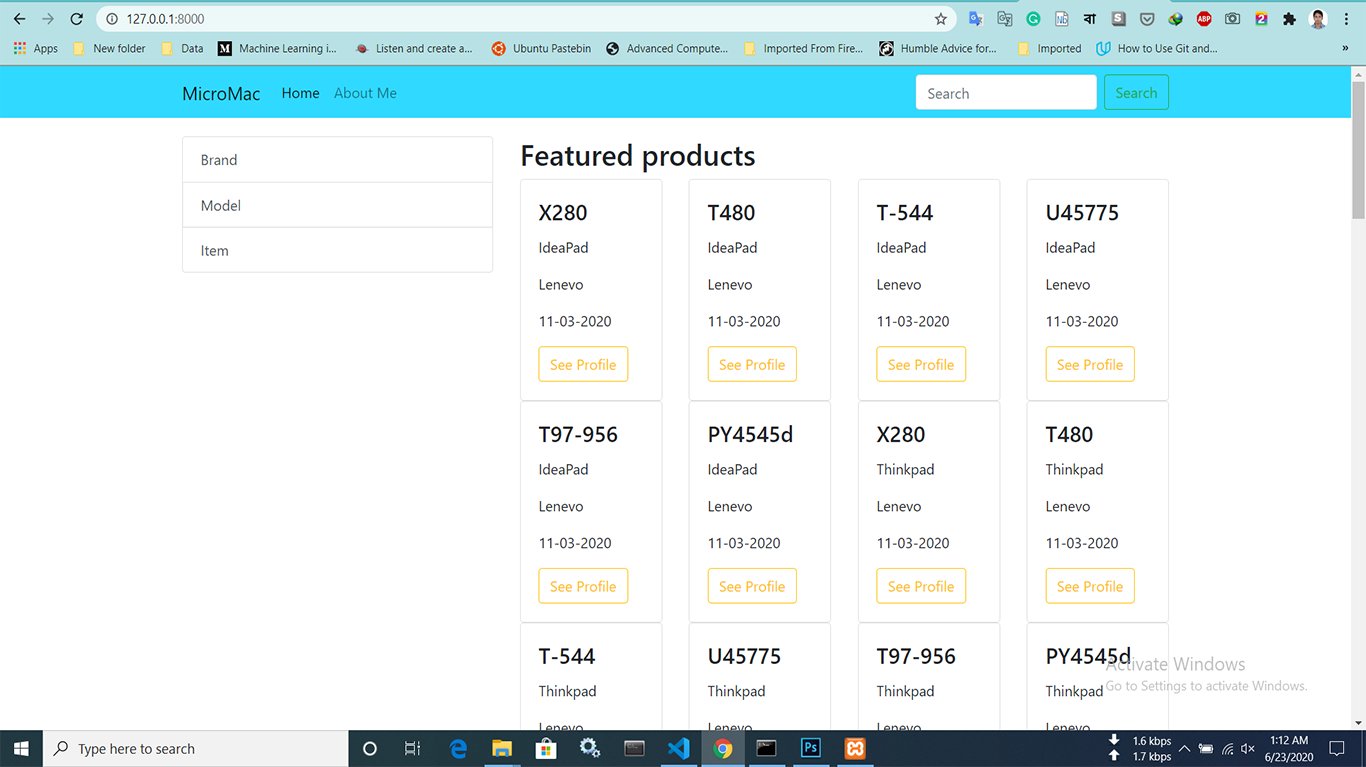 127.0.0.1:8000
Apps New folder Data Machine Learning i... Listen and create a... Ubuntu Pastebin Advanced Compute... Imported From Fire... Humble Advice for... Imported How to Use Git and... »
MicroMac Home About Me Search Search
Brand
Model
Item
Featured products
X280 T480 T-544 U45775
IdeaPad IdeaPad IdeaPad IdeaPad
Lenevo Lenevo Lenevo Lenevo
11-03-2020 11-03-2020 11-03-2020 11-03-2020
See Profile See Profile See Profile See Profile
T97-956 PY4545d X280 T480
IdeaPad IdeaPad Thinkpad Thinkpad
Lenevo Lenevo Lenevo Lenevo
11-03-2020 11-03-2020 11-03-2020 11-03-2020
See Profile See Profile See Profile See Profile
T-544 U45775 T97-956 PY4545d
Thinkpad Thinkpad Thinkpad Thinkpad
Lenevo Lenevo Lenevo Lenevo
Activate Windows
Go to Settings to activate Windows.
Type here to search
1.6 kbps
1.7 kbps
1:12 AM
6/23/2020